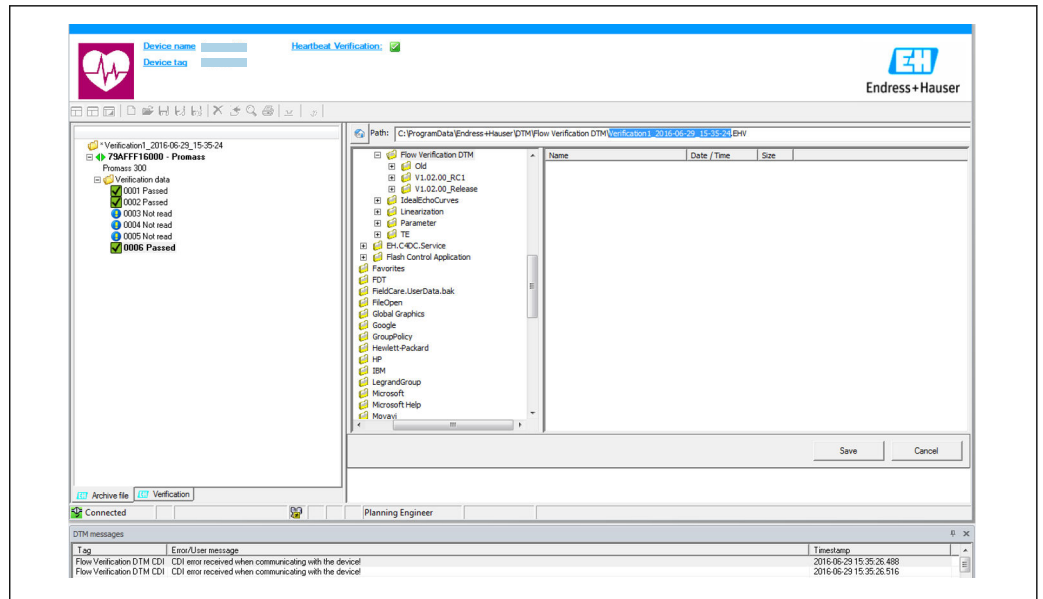 Device name
Heartbeat Verification:
Device tag
Endress+Hauser
Path: C:\ProgramData\Endress+Hauser\DTM\Flow Verification DTM\Verification1_2016-06-29_15-35-24.EHV
* Verification1_2016-06-29_15-35-24
79AFFF16000 - Promass
Promass 300
Verification data
0001 Passed
0002 Passed
0003 Not read
0004 Not read
0005 Not read
0006 Passed
Flow Verification DTM
Old
V1.02.00_RC1
V1.02.00_Release
IdealEchoCurves
Linearization
Parameter
TE
EH.C4DC.Service
Flash Control Application
Favorites
FDT
FieldCare.UserData.bak
FileOpen
Global Graphics
Google
GroupPolicy
Hewlett-Packard
HP
IBM
LegrandGroup
Microsoft
Microsoft Help
Movavi
Name Date / Time Size
Save Cancel
Archive file Verification
Connected Planning Engineer
DTM messages
Tag Error/User message Timestamp
Flow Verification DTM CDI CDI error received when communicating with the device! 2016-06-29 15:35:26.488
Flow Verification DTM CDI CDI error received when communicating with the device! 2016-06-29 15:35:26.516